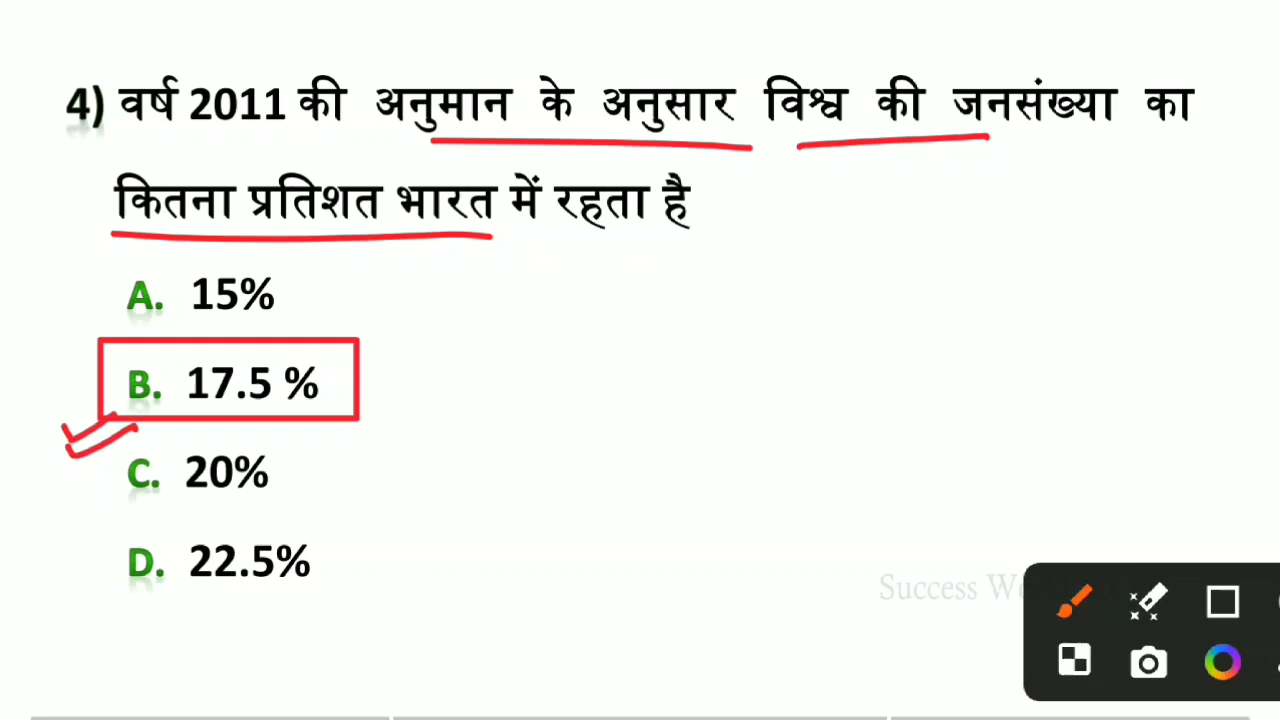 4) वर्ष 2011 की अनुमान के अनुसार विश्व की जनसंख्या का
कितना प्रतिशत भारत में रहता है
A. 15%
B. 17.5 %
C. 20%
D. 22.5%
Success